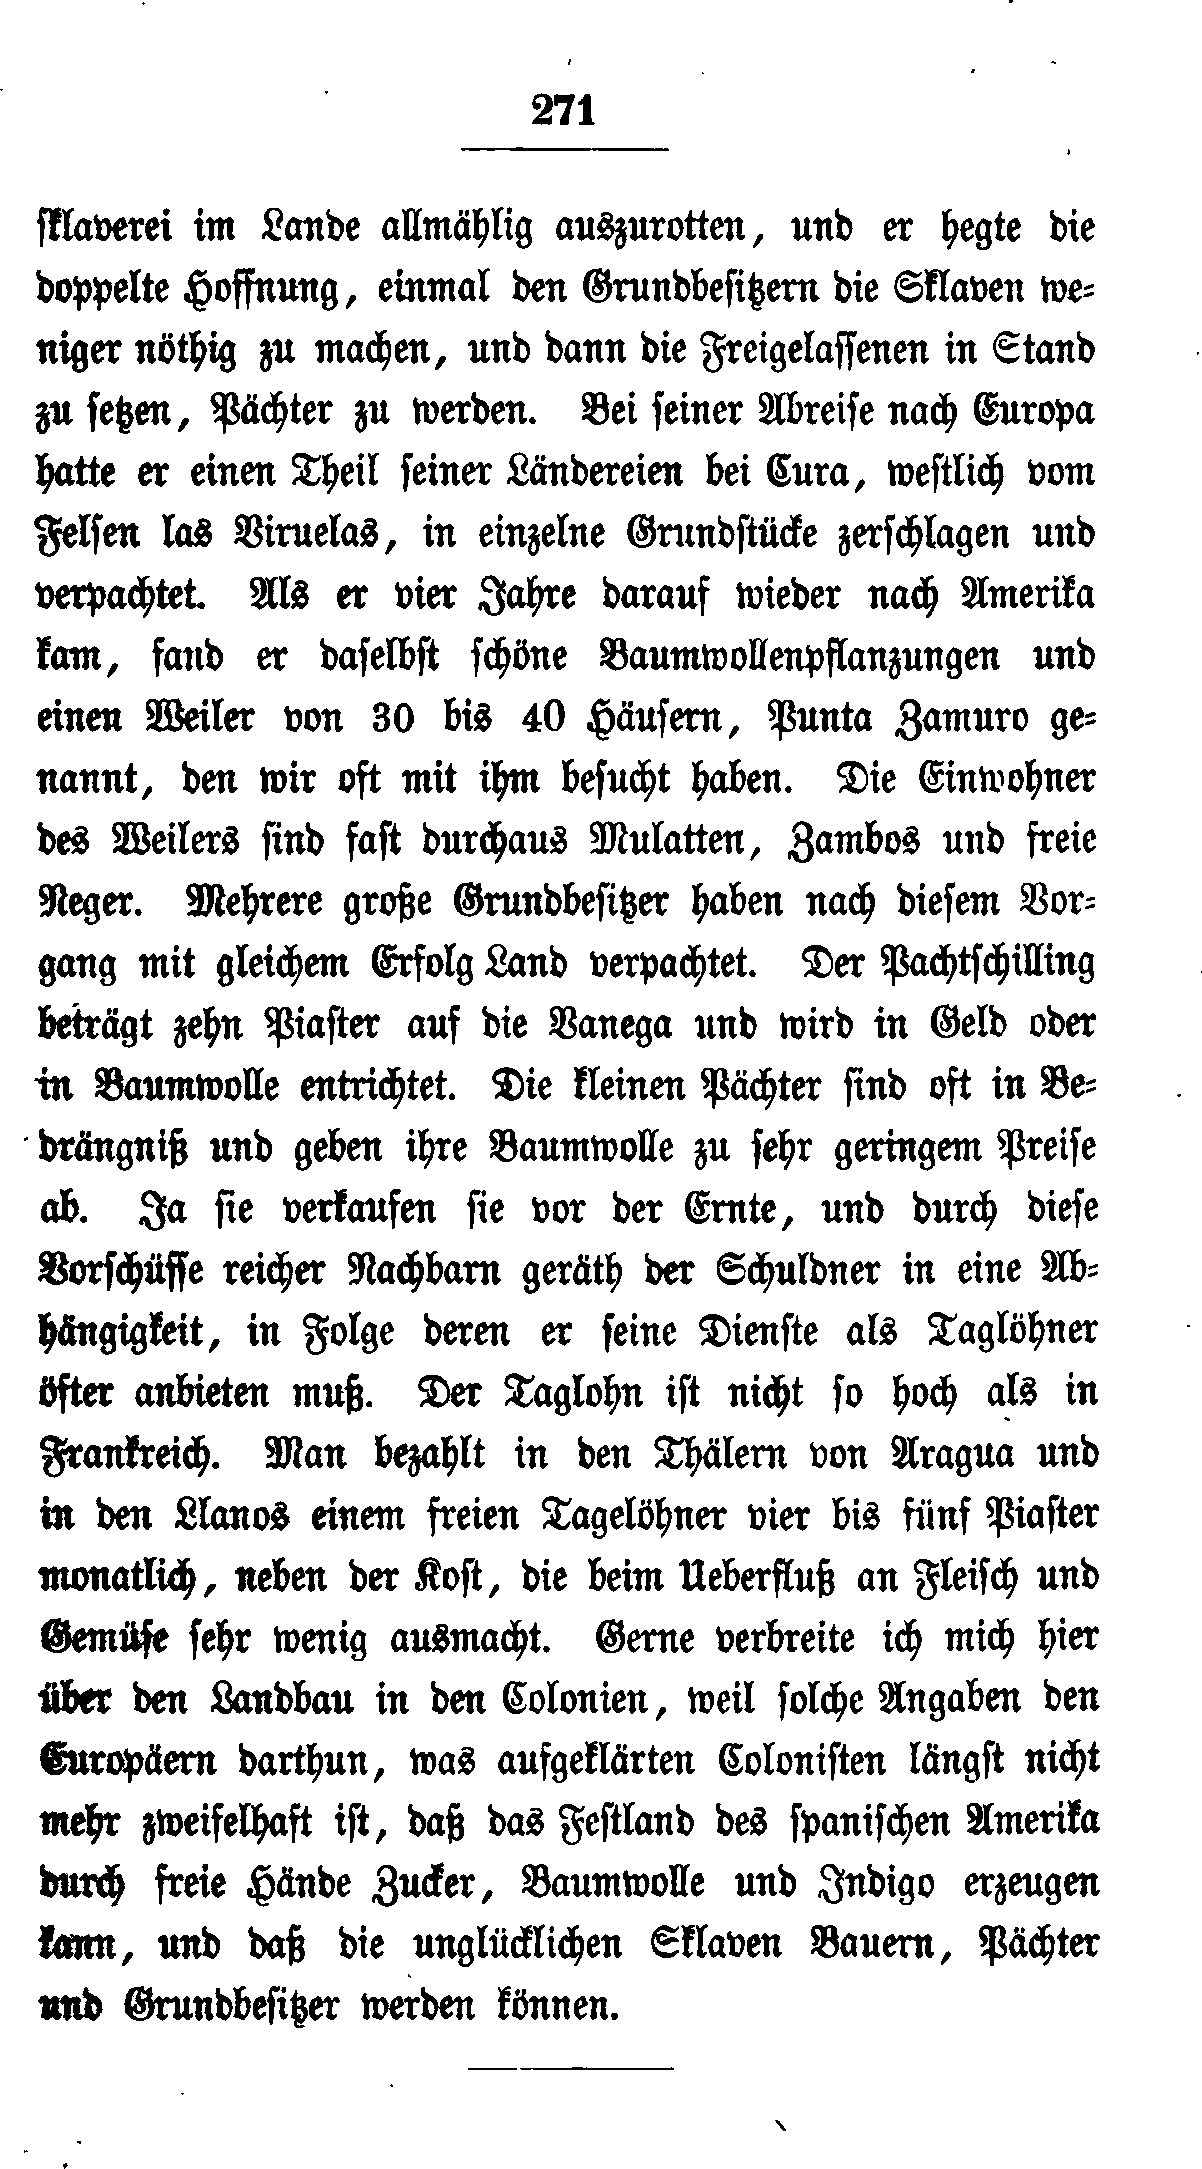 271
sklaverei im Lande allmählig auszurotten, und er hegte die
doppelte Hoffnung, einmal den Grundbesitzern die Sklaven we-
niger nöthig zu machen, und dann die Freigelassenen in Stand
zu setzen, Pächter zu werden. Bei seiner Abreise nach Europa
hatte er einen Theil seiner Ländereien bei Cura, westlich vom
Felsen las Viruelas, in einzelne Grundstücke zerschlagen und
verpachtet. Als er vier Jahre darauf wieder nach Amerika
kam, fand er daselbst schöne Baumwollenpflanzungen und
einen Weiler von 30 bis 40 Häusern, Punta Zamuro ge-
nannt, den wir oft mit ihm besucht haben. Die Einwohner
des Weilers sind fast durchaus Mulatten, Zambos und freie
Neger. Mehrere große Grundbesitzer haben nach diesem Vor-
gang mit gleichem Erfolg Land verpachtet. Der Pachtschilling
beträgt zehn Piaster auf die Vanega und wird in Geld oder
in Baumwolle entrichtet. Die kleinen Pächter sind oft in Be-
drängniß und geben ihre Baumwolle zu sehr geringem Preise
ab. Ja sie verkaufen sie vor der Ernte, und durch diese
Vorschüsse reicher Nachbarn geräth der Schuldner in eine Ab-
hängigkeit, in Folge deren er seine Dienste als Taglöhner
öfter anbieten muß. Der Taglohn ist nicht so hoch als in
Frankreich. Man bezahlt in den Thälern von Aragua und
in den Llanos einem freien Tagelöhner vier bis fünf Piaster
monatlich, neben der Kost, die beim Ueberfluß an Fleisch und
Gemüse sehr wenig ausmacht. Gerne verbreite ich mich hier
über den Landbau in den Colonien, weil solche Angaben den
Europäern darthun, was aufgeklärten Colonisten längst nicht
mehr zweifelhaft ist, daß das Festland des spanischen Amerika
durch freie Hände Zucker, Baumwolle und Indigo erzeugen
kann, und daß die unglücklichen Sklaven Bauern, Pächter
und Grundbesitzer werden können.